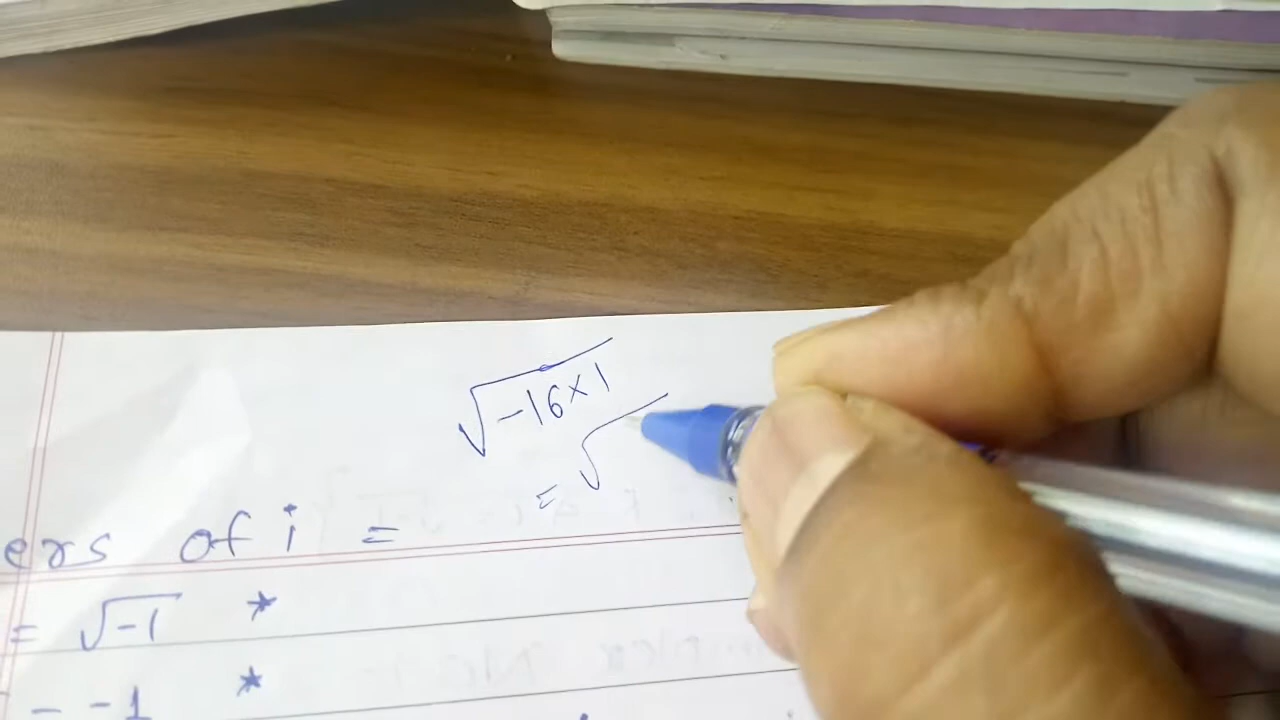 √-16×1
= √
ers of i =
= √-1 *
- -1 *